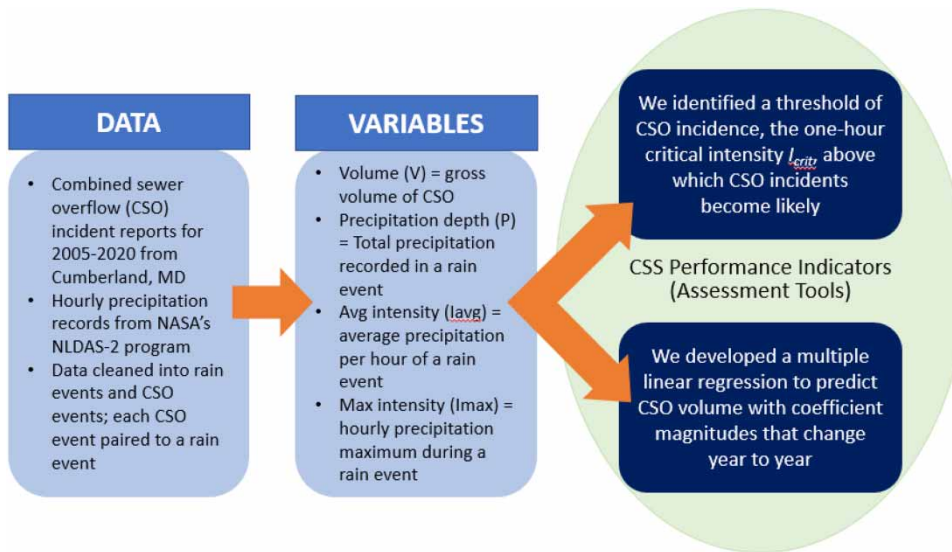 DATA
• Combined sewer
overflow (CSO)
incident reports for
2005-2020 from
Cumberland, MD
• Hourly precipitation
records from NASA's
NLDAS-2 program
• Data cleaned into rain
events and CSO
events; each CSO
event paired to a rain
event
VARIABLES
• Volume (V) = gross
volume of CSO
• Precipitation depth (P)
= Total precipitation
recorded in a rain
event
• Avg intensity (Iavg) =
average precipitation
per hour of a rain
event
• Max intensity (Imax) =
hourly precipitation
maximum during a
rain event
We identified a threshold of
CSO incidence, the one-hour
critical intensity Icrit, above
which CSO incidents
become likely
CSS Performance Indicators
(Assessment Tools)
We developed a multiple
linear regression to predict
CSO volume with coefficient
magnitudes that change
year to year